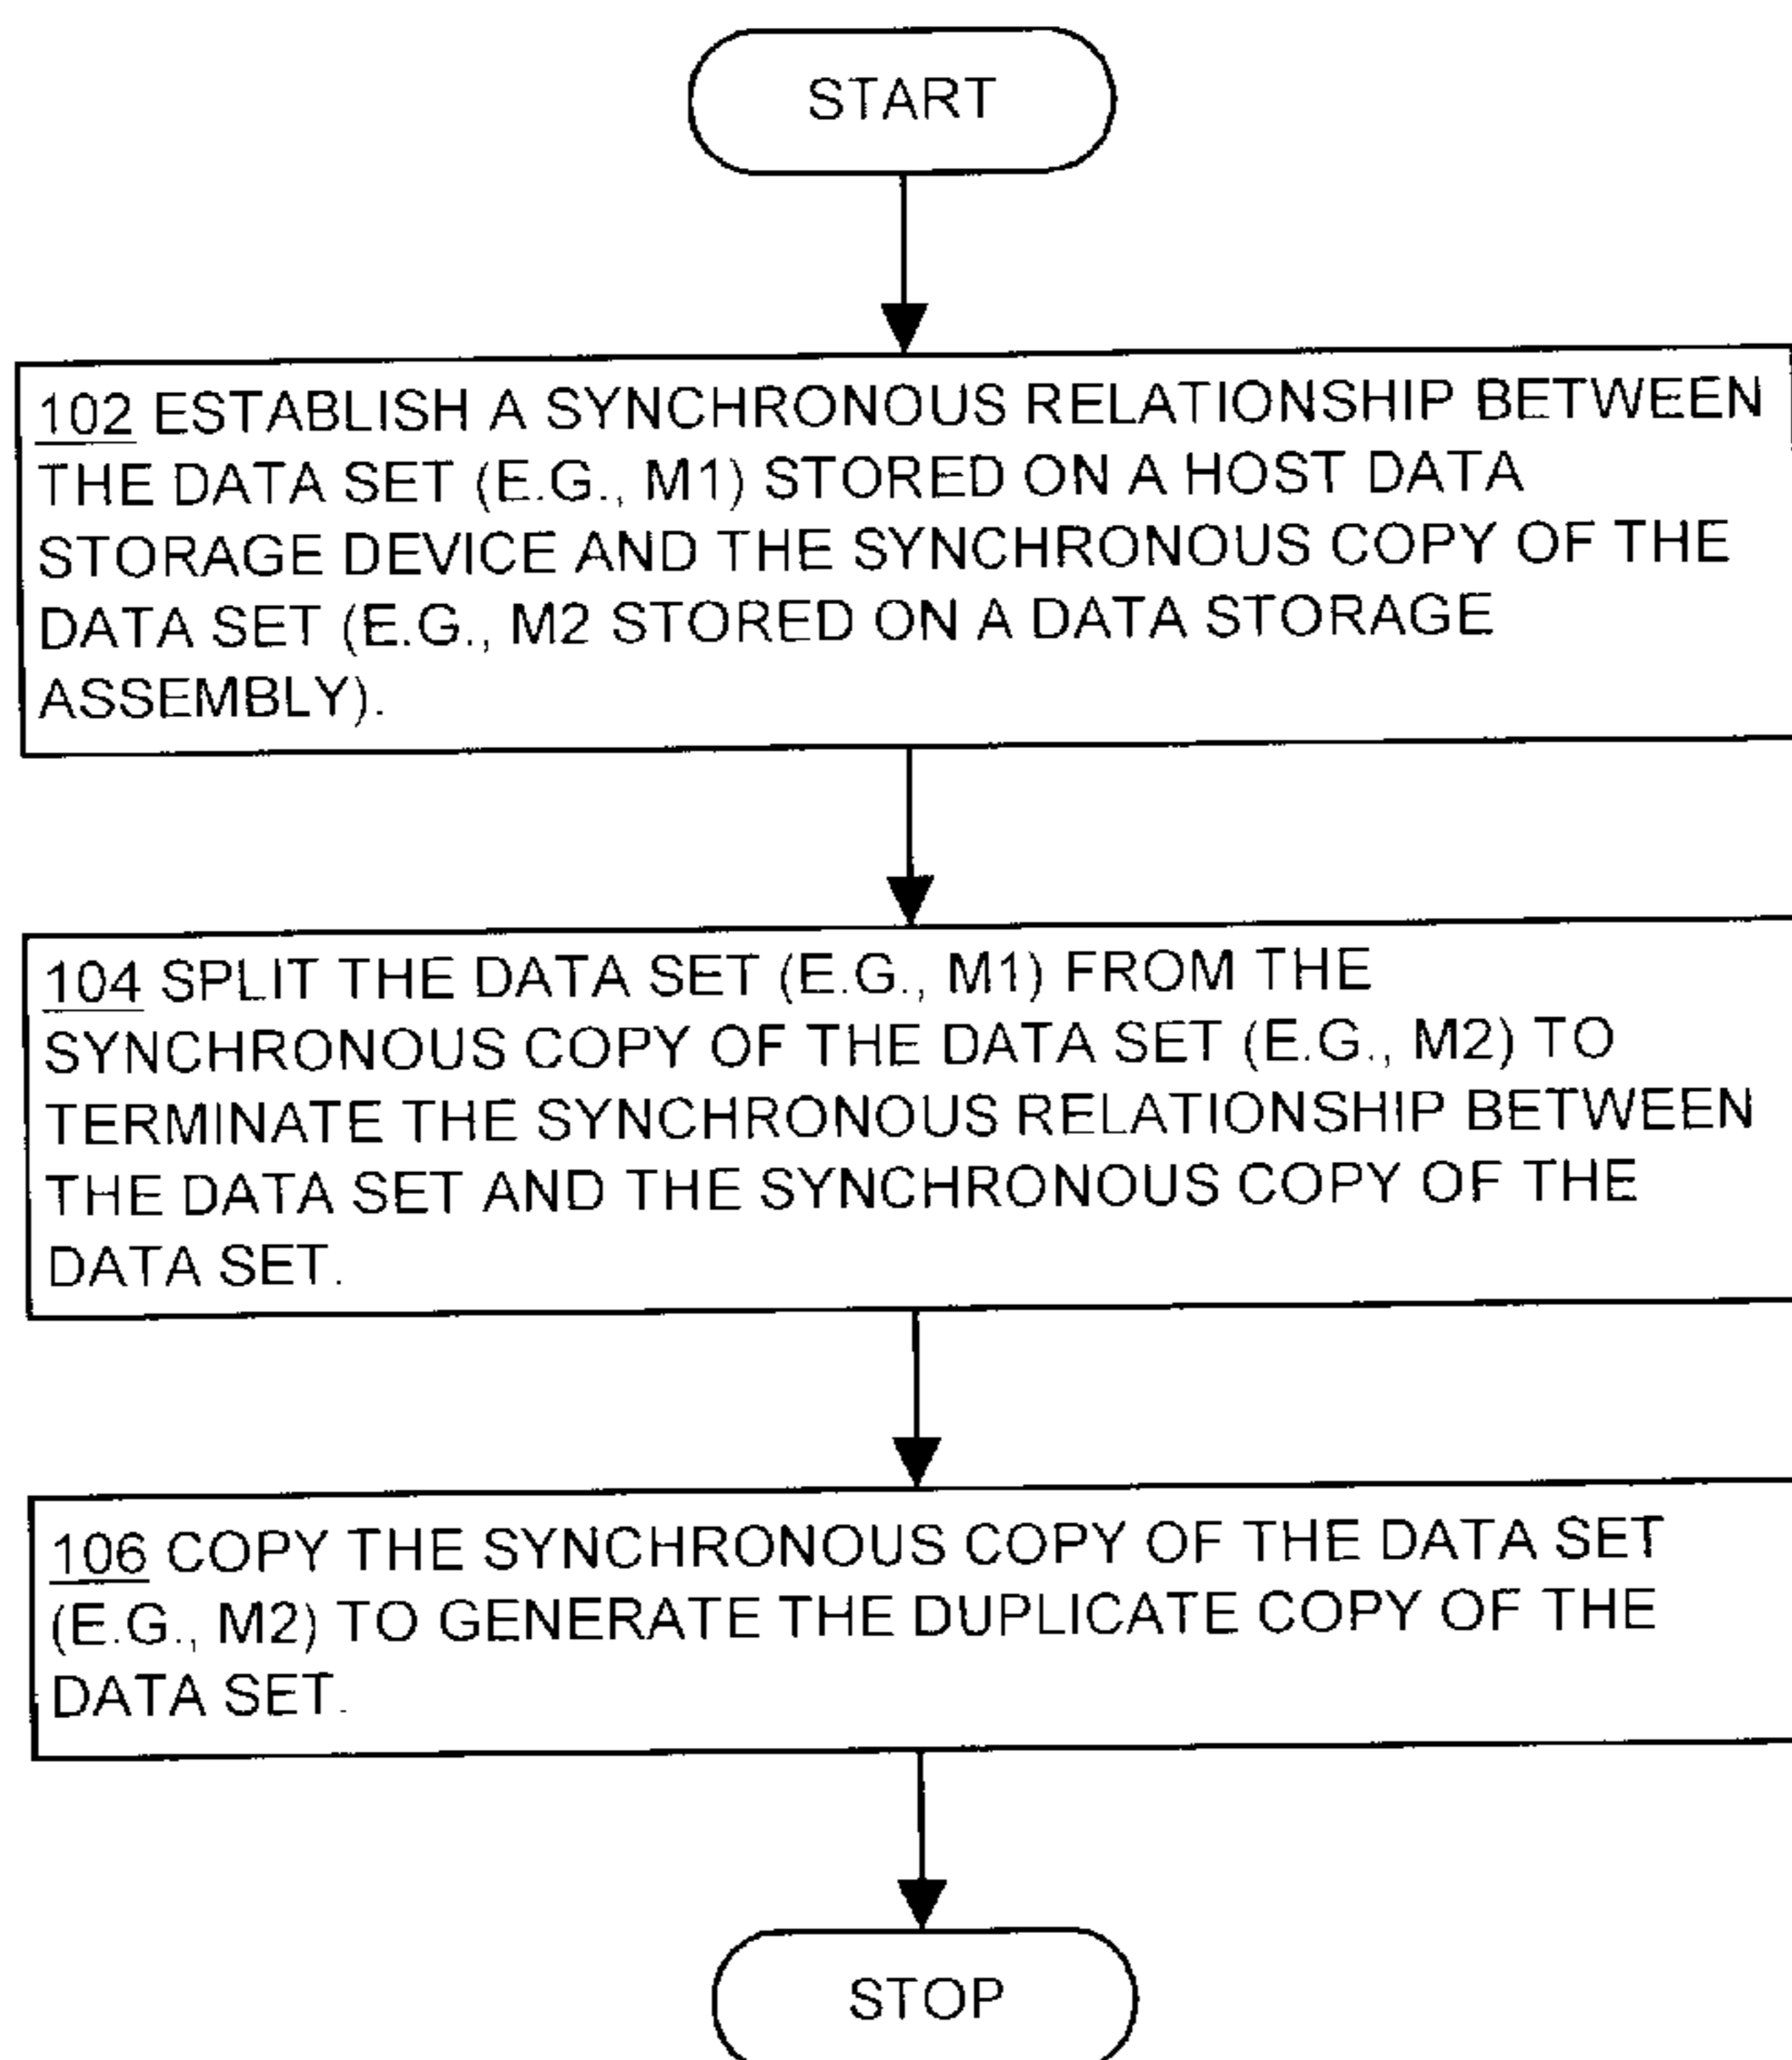 START
102 ESTABLISH A SYNCHRONOUS RELATIONSHIP BETWEEN
THE DATA SET (E.G., M1) STORED ON A HOST DATA
STORAGE DEVICE AND THE SYNCHRONOUS COPY OF THE
DATA SET (E.G., M2 STORED ON A DATA STORAGE
ASSEMBLY).
104 SPLIT THE DATA SET (E.G., M1) FROM THE
SYNCHRONOUS COPY OF THE DATA SET (E.G., M2) TO
TERMINATE THE SYNCHRONOUS RELATIONSHIP BETWEEN
THE DATA SET AND THE SYNCHRONOUS COPY OF THE
DATA SET.
106 COPY THE SYNCHRONOUS COPY OF THE DATA SET
(E.G., M2) TO GENERATE THE DUPLICATE COPY OF THE
DATA SET.
STOP